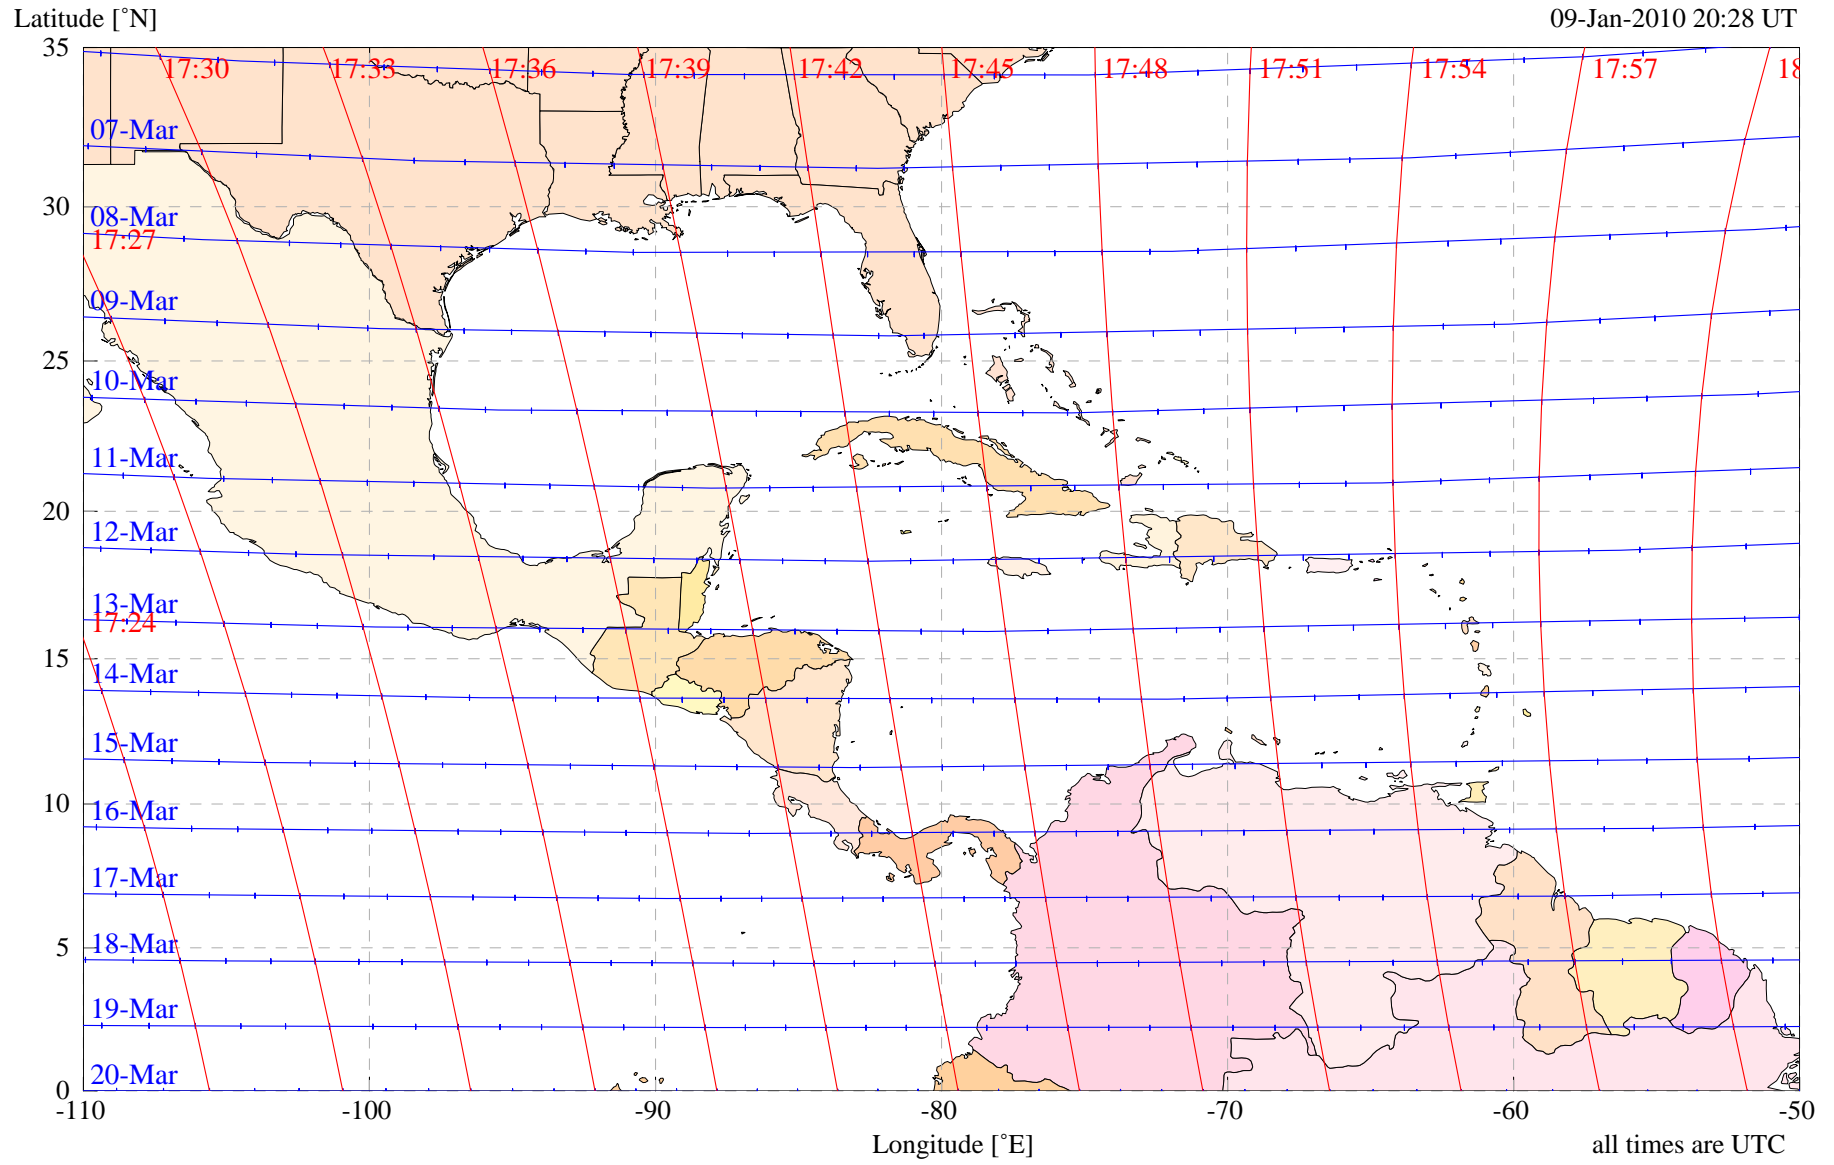 Latitude [˚N] 09-Jan-2010 20:28 UT
35
17:30 17:33 17:36 17:39 17:42 17:45 17:48 17:51 17:54 17:57 18
07-Mar
30
08-Mar
17:27
09-Mar
25
10-Mar
11-Mar
20
12-Mar
13-Mar
17:24
15
14-Mar
15-Mar
10
16-Mar
17-Mar
5
18-Mar
19-Mar
20-Mar
0
-110 -100 -90 -80 -70 -60 -50
Longitude [˚E] all times are UTC